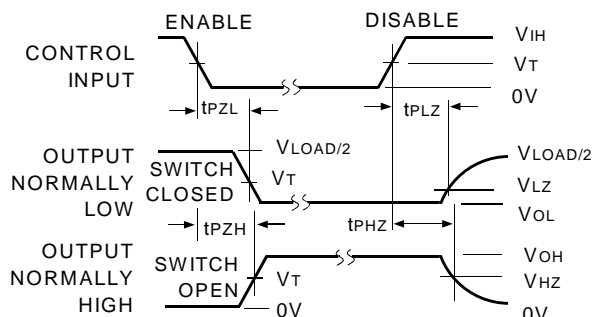 ENABLE DISABLE
CONTROL INPUT
VIH
VT
0V
tPZL tPLZ
OUTPUT NORMALLY LOW
SWITCH CLOSED
VLOAD/2
VT
VLOAD/2
VLZ
VOL
tPZH tPHZ
OUTPUT NORMALLY HIGH
SWITCH OPEN
VT
0V
VOH
VHZ
0V